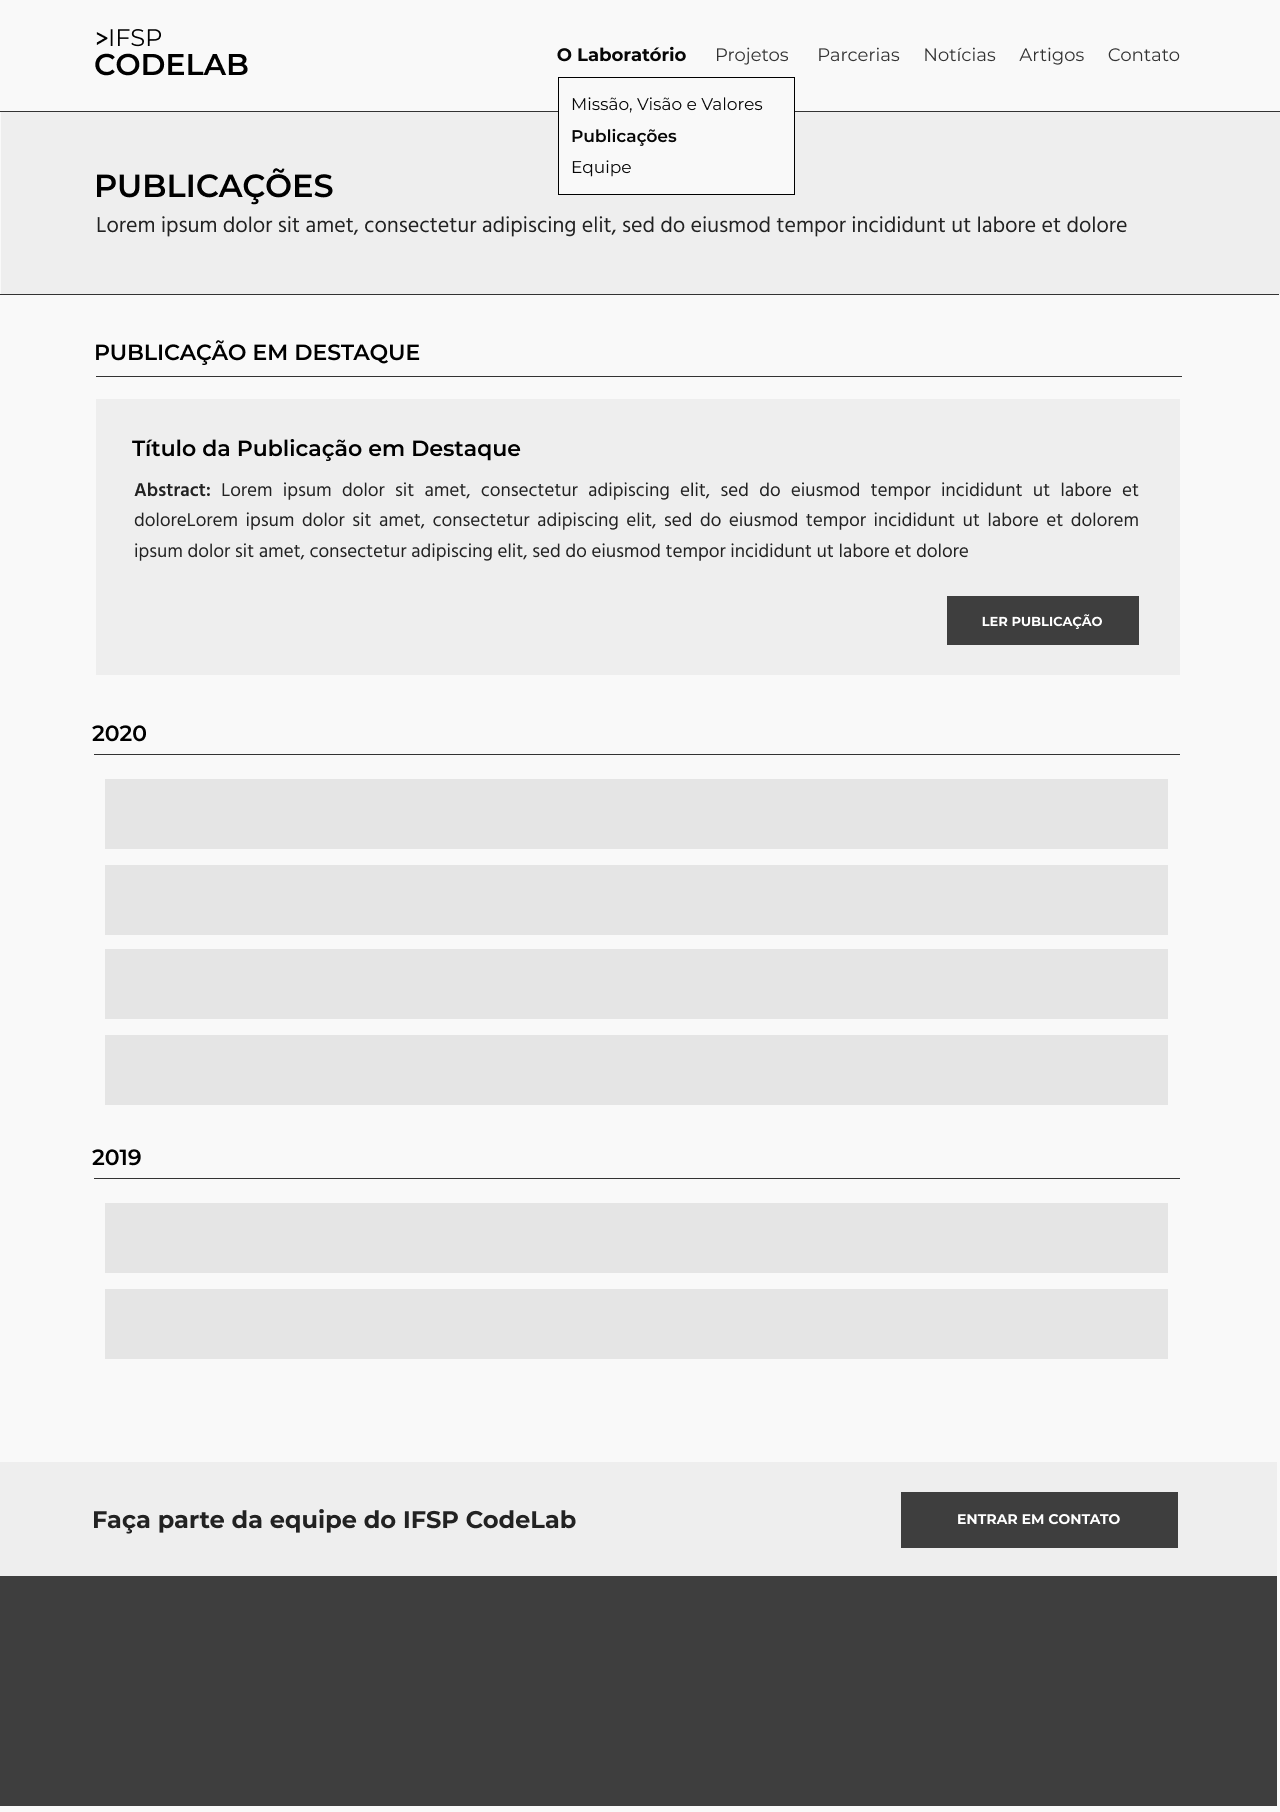 >IFSP
CODELAB
O Laboratório Projetos Parcerias Notícias Artigos Contato
Missão, Visão e Valores
Publicações
Equipe
PUBLICAÇÕES
Lorem ipsum dolor sit amet, consectetur adipiscing elit, sed do eiusmod tempor incididunt ut labore et dolore
PUBLICAÇÃO EM DESTAQUE
Título da Publicação em Destaque
Abstract: Lorem ipsum dolor sit amet, consectetur adipiscing elit, sed do eiusmod tempor incididunt ut labore et
doloreLorem ipsum dolor sit amet, consectetur adipiscing elit, sed do eiusmod tempor incididunt ut labore et dolorem
ipsum dolor sit amet, consectetur adipiscing elit, sed do eiusmod tempor incididunt ut labore et dolore
LER PUBLICAÇÃO
2020
2019
Faça parte da equipe do IFSP CodeLab
ENTRAR EM CONTATO